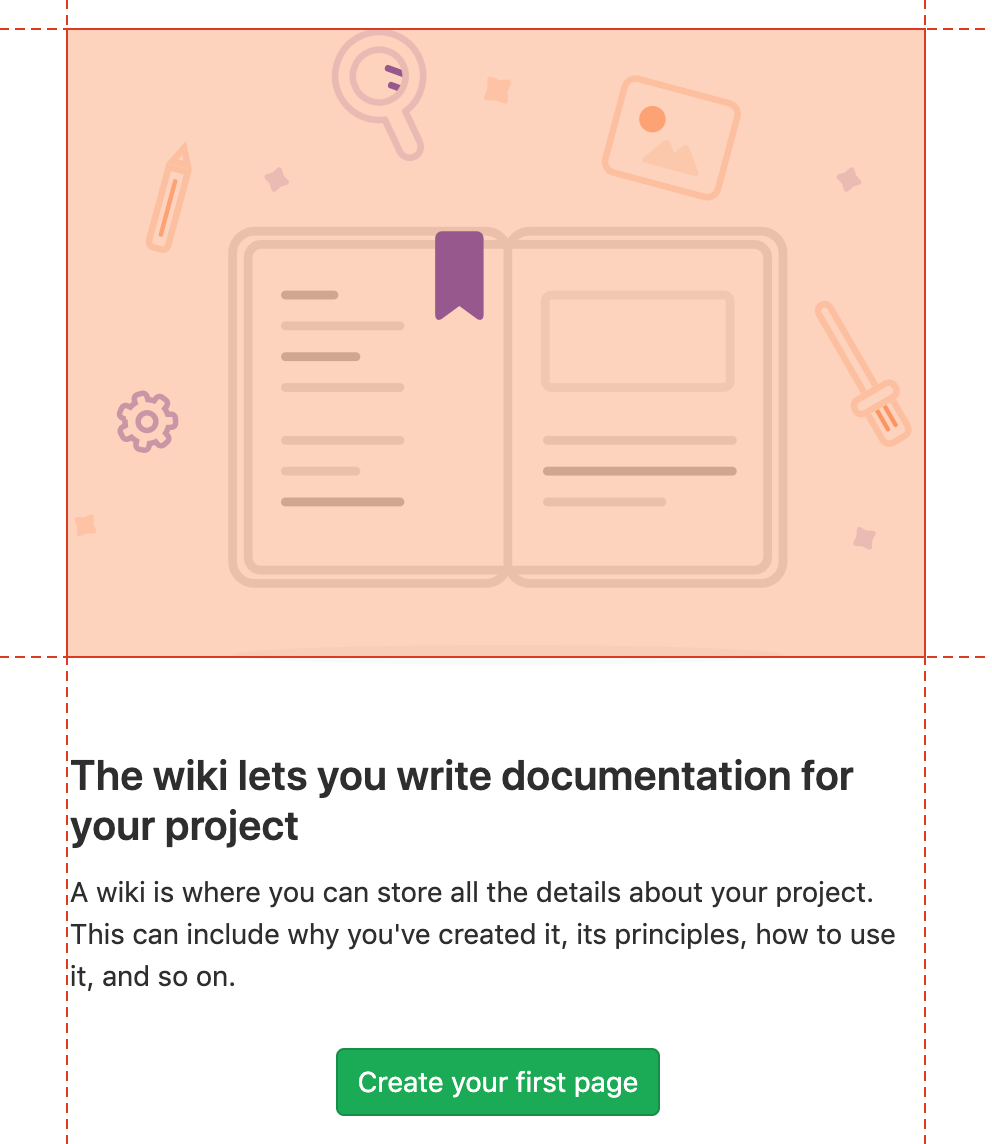 The wiki lets you write documentation for
your project
A wiki is where you can store all the details about your project.
This can include why you've created it, its principles, how to use
it, and so on.
Create your first page